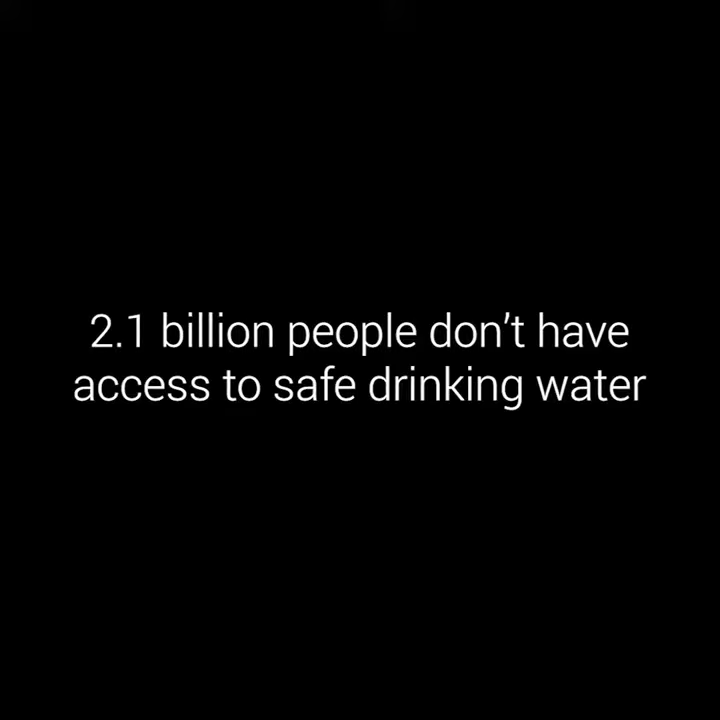 2.1 billion people don’t have
access to safe drinking water